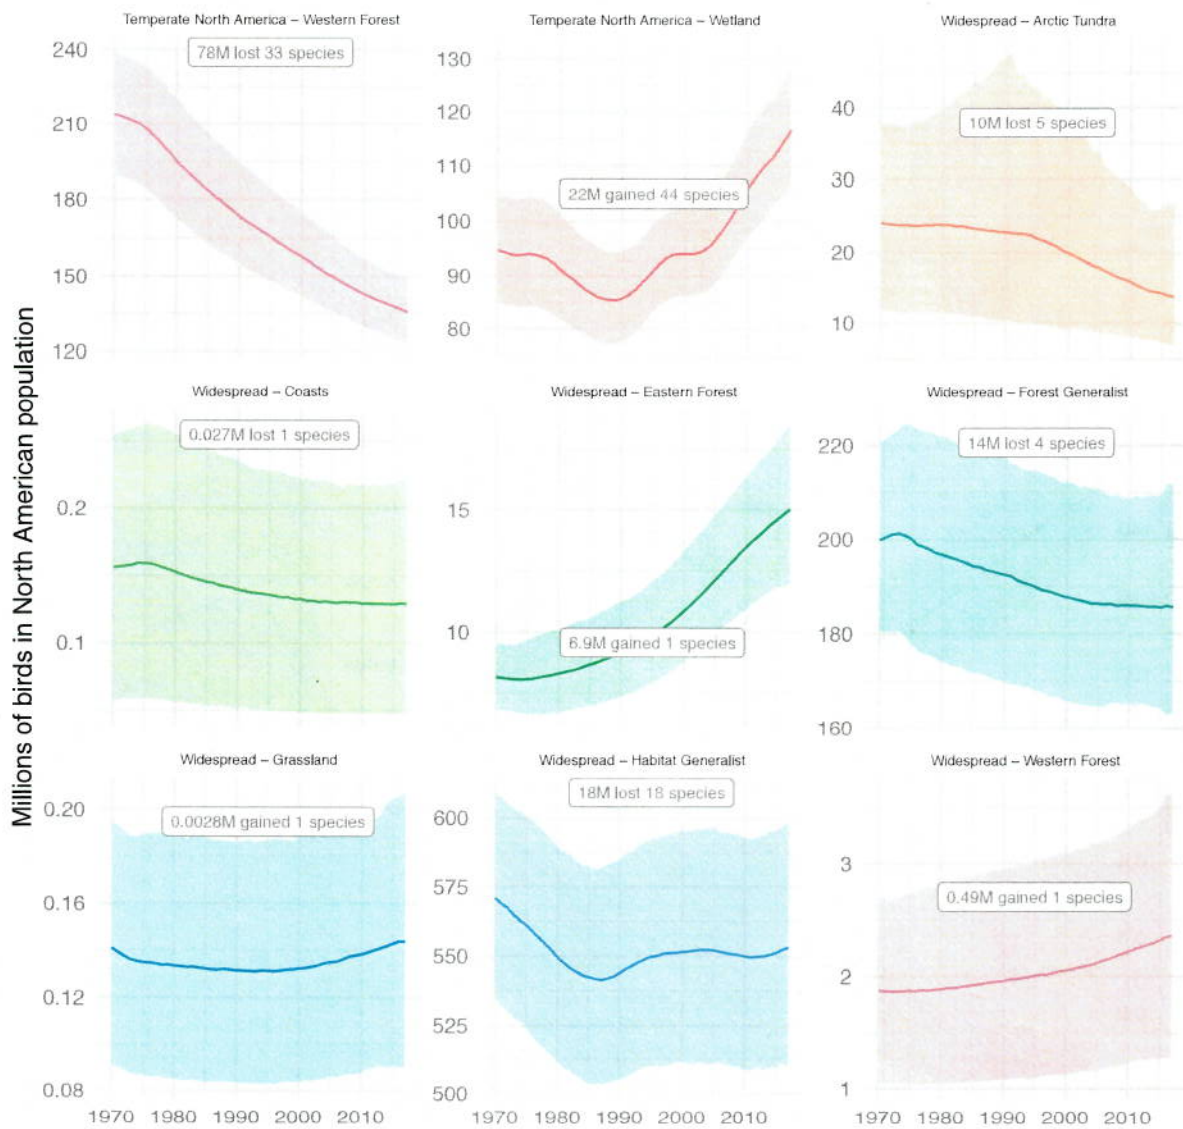 Millions of birds in North American population
Temperate North America – Western Forest
78M lost 33 species
240
210
180
150
120
Temperate North America – Wetland
22M gained 44 species
130
120
110
100
90
80
Widespread – Arctic Tundra
10M lost 5 species
40
30
20
10
Widespread – Coasts
0.027M lost 1 species
0.2
0.1
Widespread – Eastern Forest
6.9M gained 1 species
15
10
Widespread – Forest Generalist
14M lost 4 species
220
200
180
160
Widespread – Grassland
0.0028M gained 1 species
0.20
0.16
0.12
0.08
1970 1980 1990 2000 2010
Widespread – Habitat Generalist
18M lost 18 species
600
575
550
525
500
1970 1980 1990 2000 2010
Widespread – Western Forest
0.49M gained 1 species
3
2
1
1970 1980 1990 2000 2010